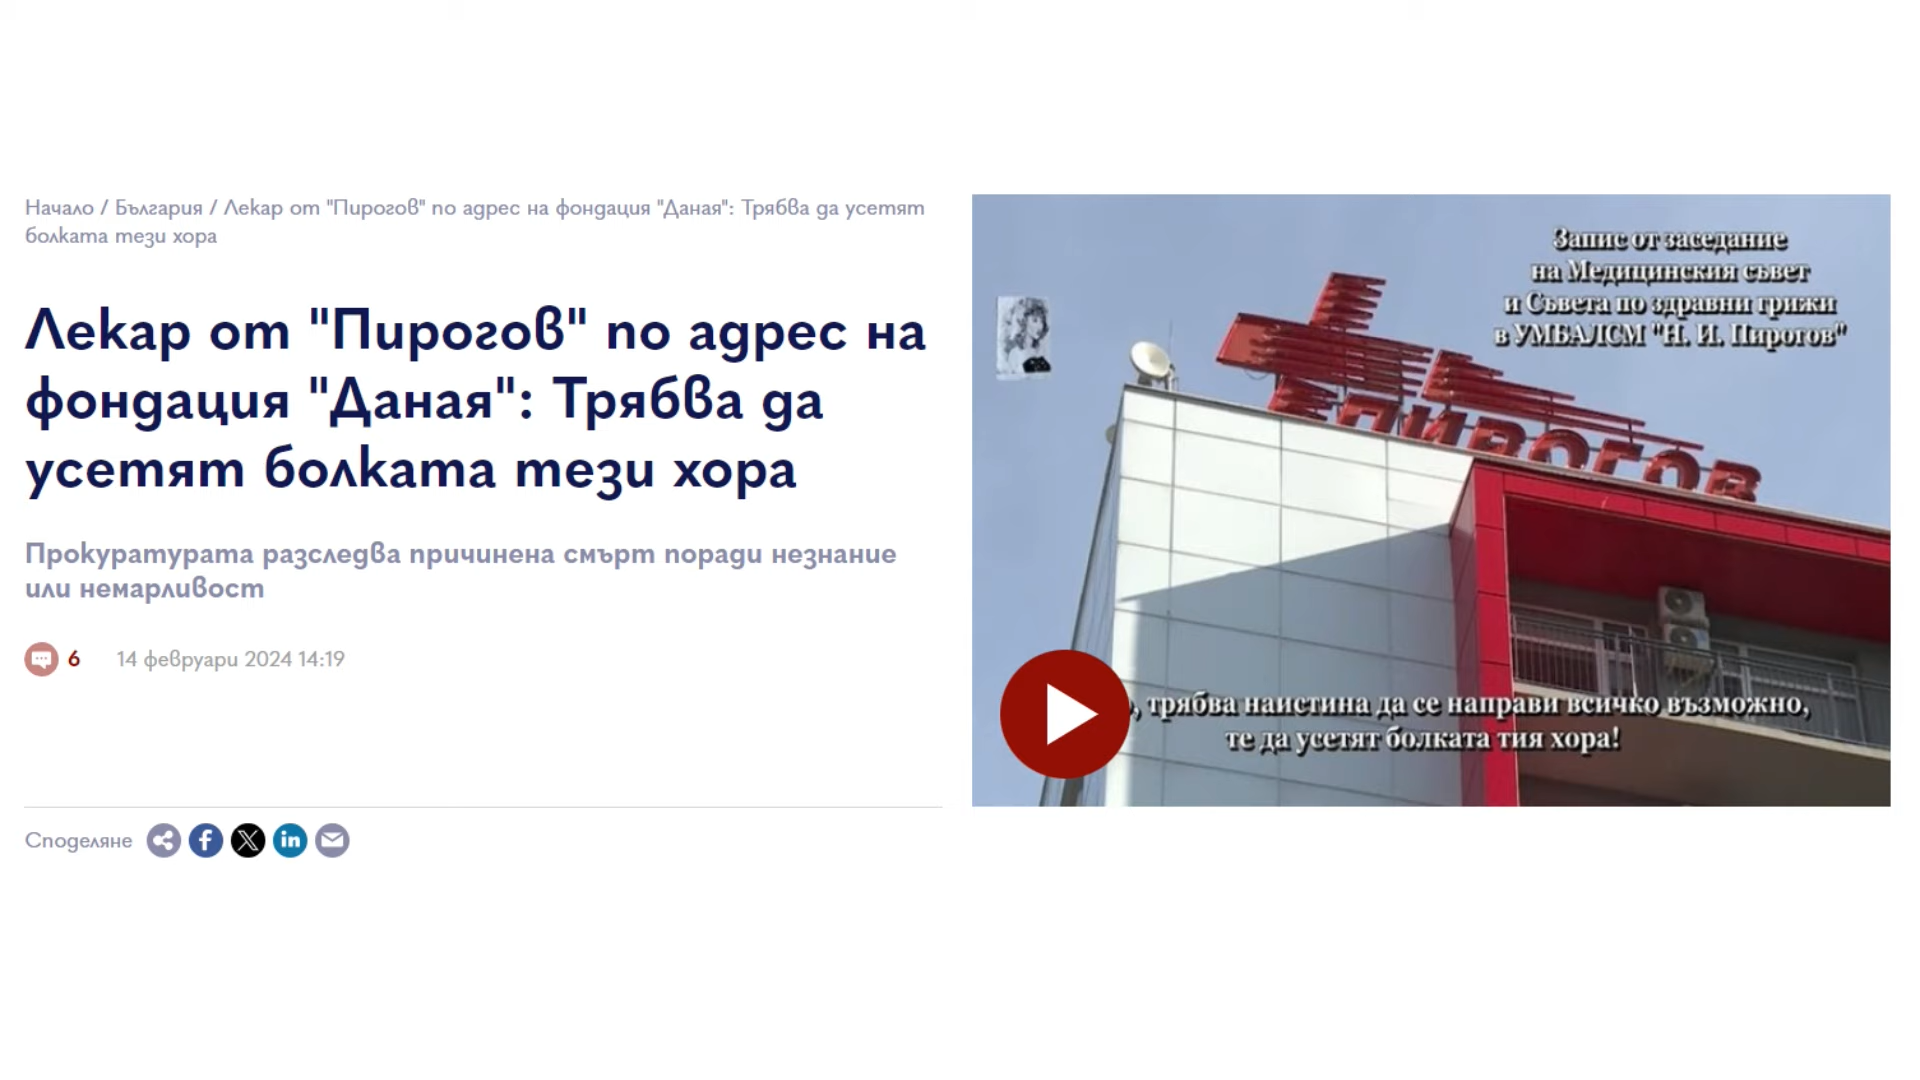 Начало / България / Лекар от "Пирогов" по адрес на фондация "Даная": Трябва да усетят
болката тези хора
Лекар от "Пирогов" по адрес на
фондация "Даная": Трябва да
усетят болката тези хора
Прокуратурата разследва причинена смърт поради незнание
или немарливост
6 14 февруари 2024 14:19
Споделяне
Запис от заседание
на Медицинския съвет
и Съвета по здравни грижи
в УМБАЛСМ "Н. И. Пирогов"
ПИРОГОВ
, трябва наистина да се направи всичко възможно,
те да усетят болката тия хора!